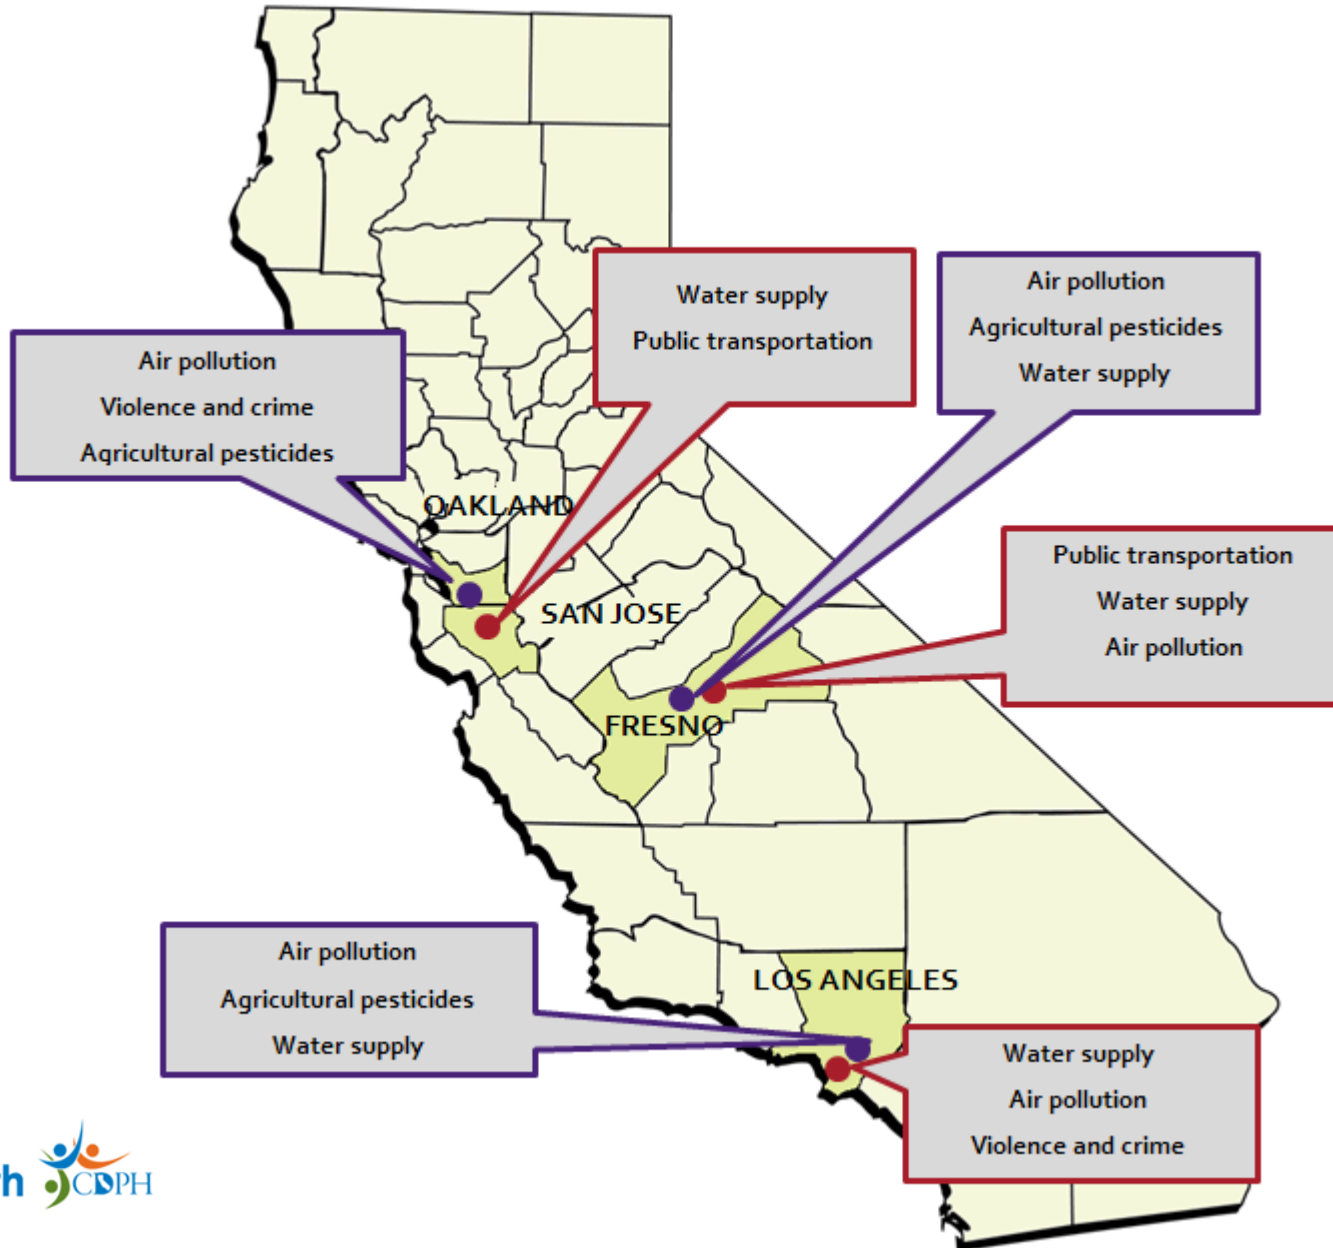 Water supply
Public transportation
Air pollution
Agricultural pesticides
Water supply
Air pollution
Violence and crime
Agricultural pesticides
OAKLAND
Public transportation
Water supply
Air pollution
SAN JOSE
FRESNO
Air pollution
Agricultural pesticides
Water supply
LOS ANGELES
Water supply
Air pollution
Violence and crime
CDPH